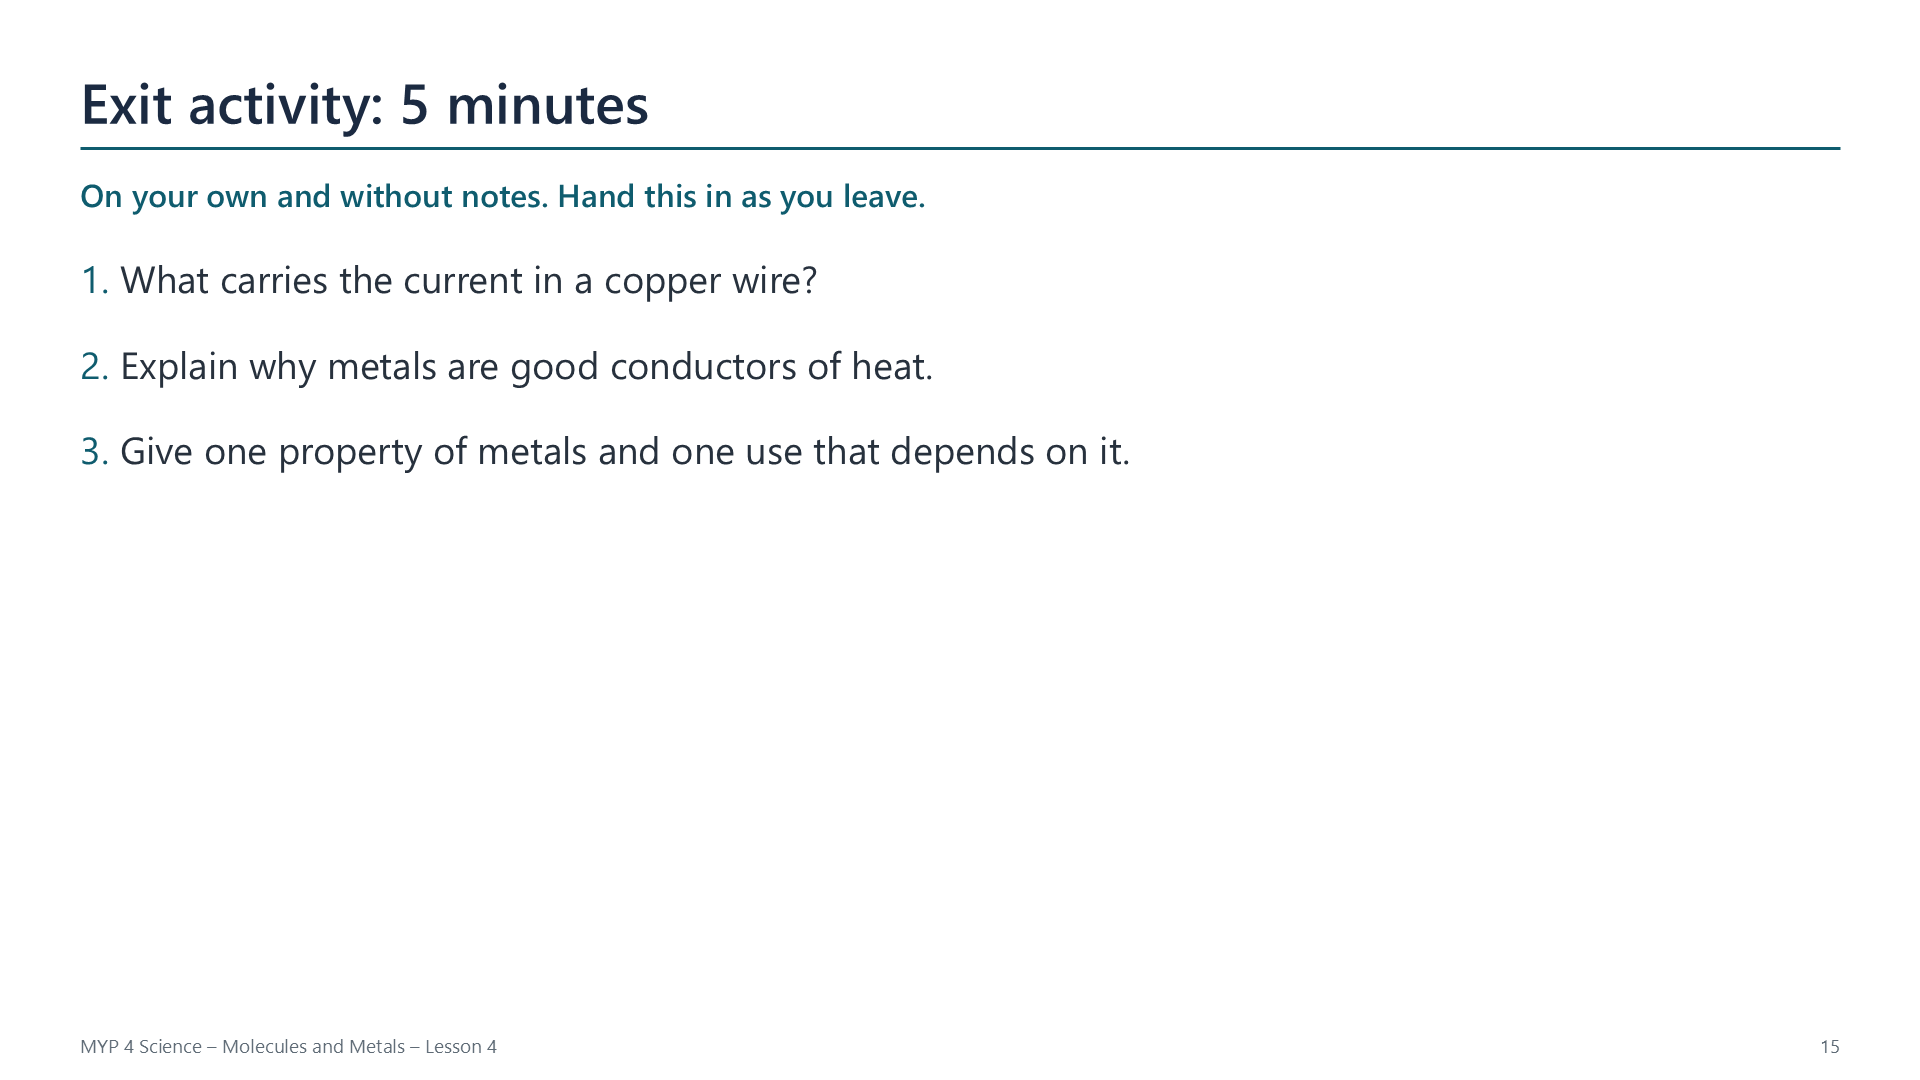 Exit activity: 5 minutes
On your own and without notes. Hand this in as you leave.
1. What carries the current in a copper wire?
2. Explain why metals are good conductors of heat.
3. Give one property of metals and one use that depends on it.
MYP 4 Science – Molecules and Metals – Lesson 4
15